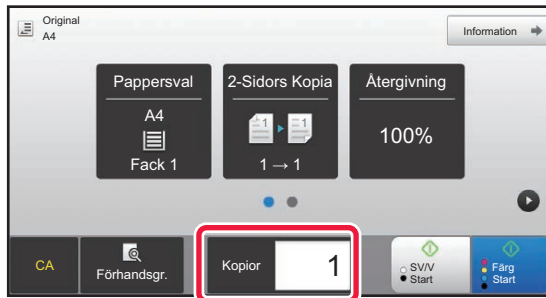 Original
A4
Information
Pappersval
A4
Fack 1
2-Sidors Kopia
1 1
1 → 1
Återgivning
100%
CA
Förhandsgr.
Kopior
1
SV/V
Start
Färg
Start